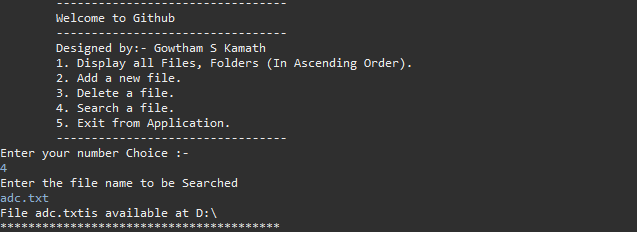 ---------------------------------
Welcome to Github
---------------------------------
Designed by:- Gowtham S Kamath
1. Display all Files, Folders (In Ascending Order).
2. Add a new file.
3. Delete a file.
4. Search a file.
5. Exit from Application.
---------------------------------
Enter your number Choice :-
4
Enter the file name to be Searched
adc.txt
File adc.txtis available at D:\
****************************************